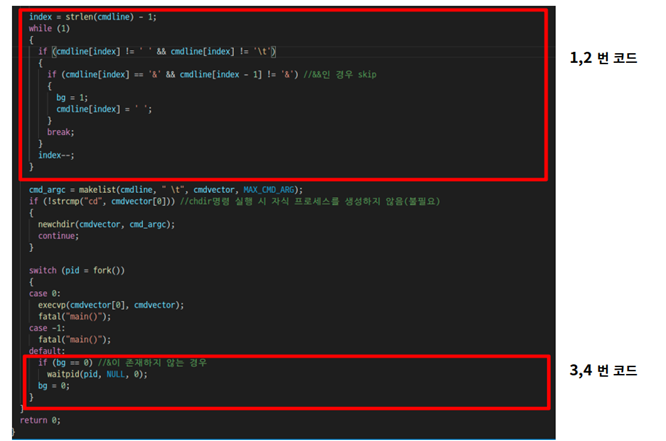 index = strlen(cmdline) - 1;
while (1)
{
if (cmdline[index] != ' ' && cmdline[index] != '\t')
{
if (cmdline[index] == '&' && cmdline[index - 1] != '&') //&&인 경우 skip
{
bg = 1;
cmdline[index] = ' ';
}
break;
}
index--;
}
1,2 번 코드
cmd_argc = makelist(cmdline, " \t", cmdvector, MAX_CMD_ARG);
if (!strcmp("cd", cmdvector[0])) //chdir명령 실행 시 자식 프로세스를 생성하지 않음(불필요)
{
newchdir(cmdvector, cmd_argc);
continue;
}
switch (pid = fork())
{
case 0:
execvp(cmdvector[0], cmdvector);
fatal("main()");
case -1:
fatal("main()");
default:
if (bg == 0) //&이 존재하지 않는 경우
waitpid(pid, NULL, 0);
bg = 0;
}
3,4 번 코드
}
return 0;
}